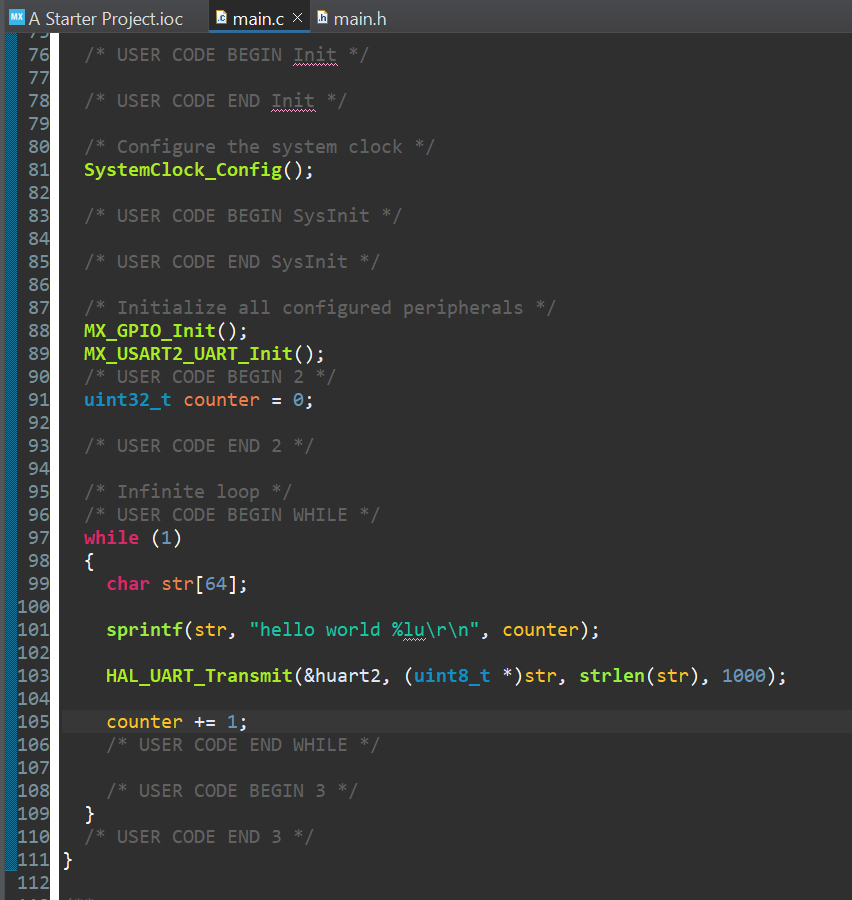 MX A Starter Project.ioc main.c main.h
76 /* USER CODE BEGIN Init */
77
78 /* USER CODE END Init */
79
80 /* Configure the system clock */
81 SystemClock_Config();
82
83 /* USER CODE BEGIN SysInit */
84
85 /* USER CODE END SysInit */
86
87 /* Initialize all configured peripherals */
88 MX_GPIO_Init();
89 MX_USART2_UART_Init();
90 /* USER CODE BEGIN 2 */
91 uint32_t counter = 0;
92
93 /* USER CODE END 2 */
94
95 /* Infinite loop */
96 /* USER CODE BEGIN WHILE */
97 while (1)
98 {
99 char str[64];
100
101 sprintf(str, "hello world %lu\r\n", counter);
102
103 HAL_UART_Transmit(&huart2, (uint8_t *)str, strlen(str), 1000);
104
105 counter += 1;
106 /* USER CODE END WHILE */
107
108 /* USER CODE BEGIN 3 */
109 }
110 /* USER CODE END 3 */
111 }
112